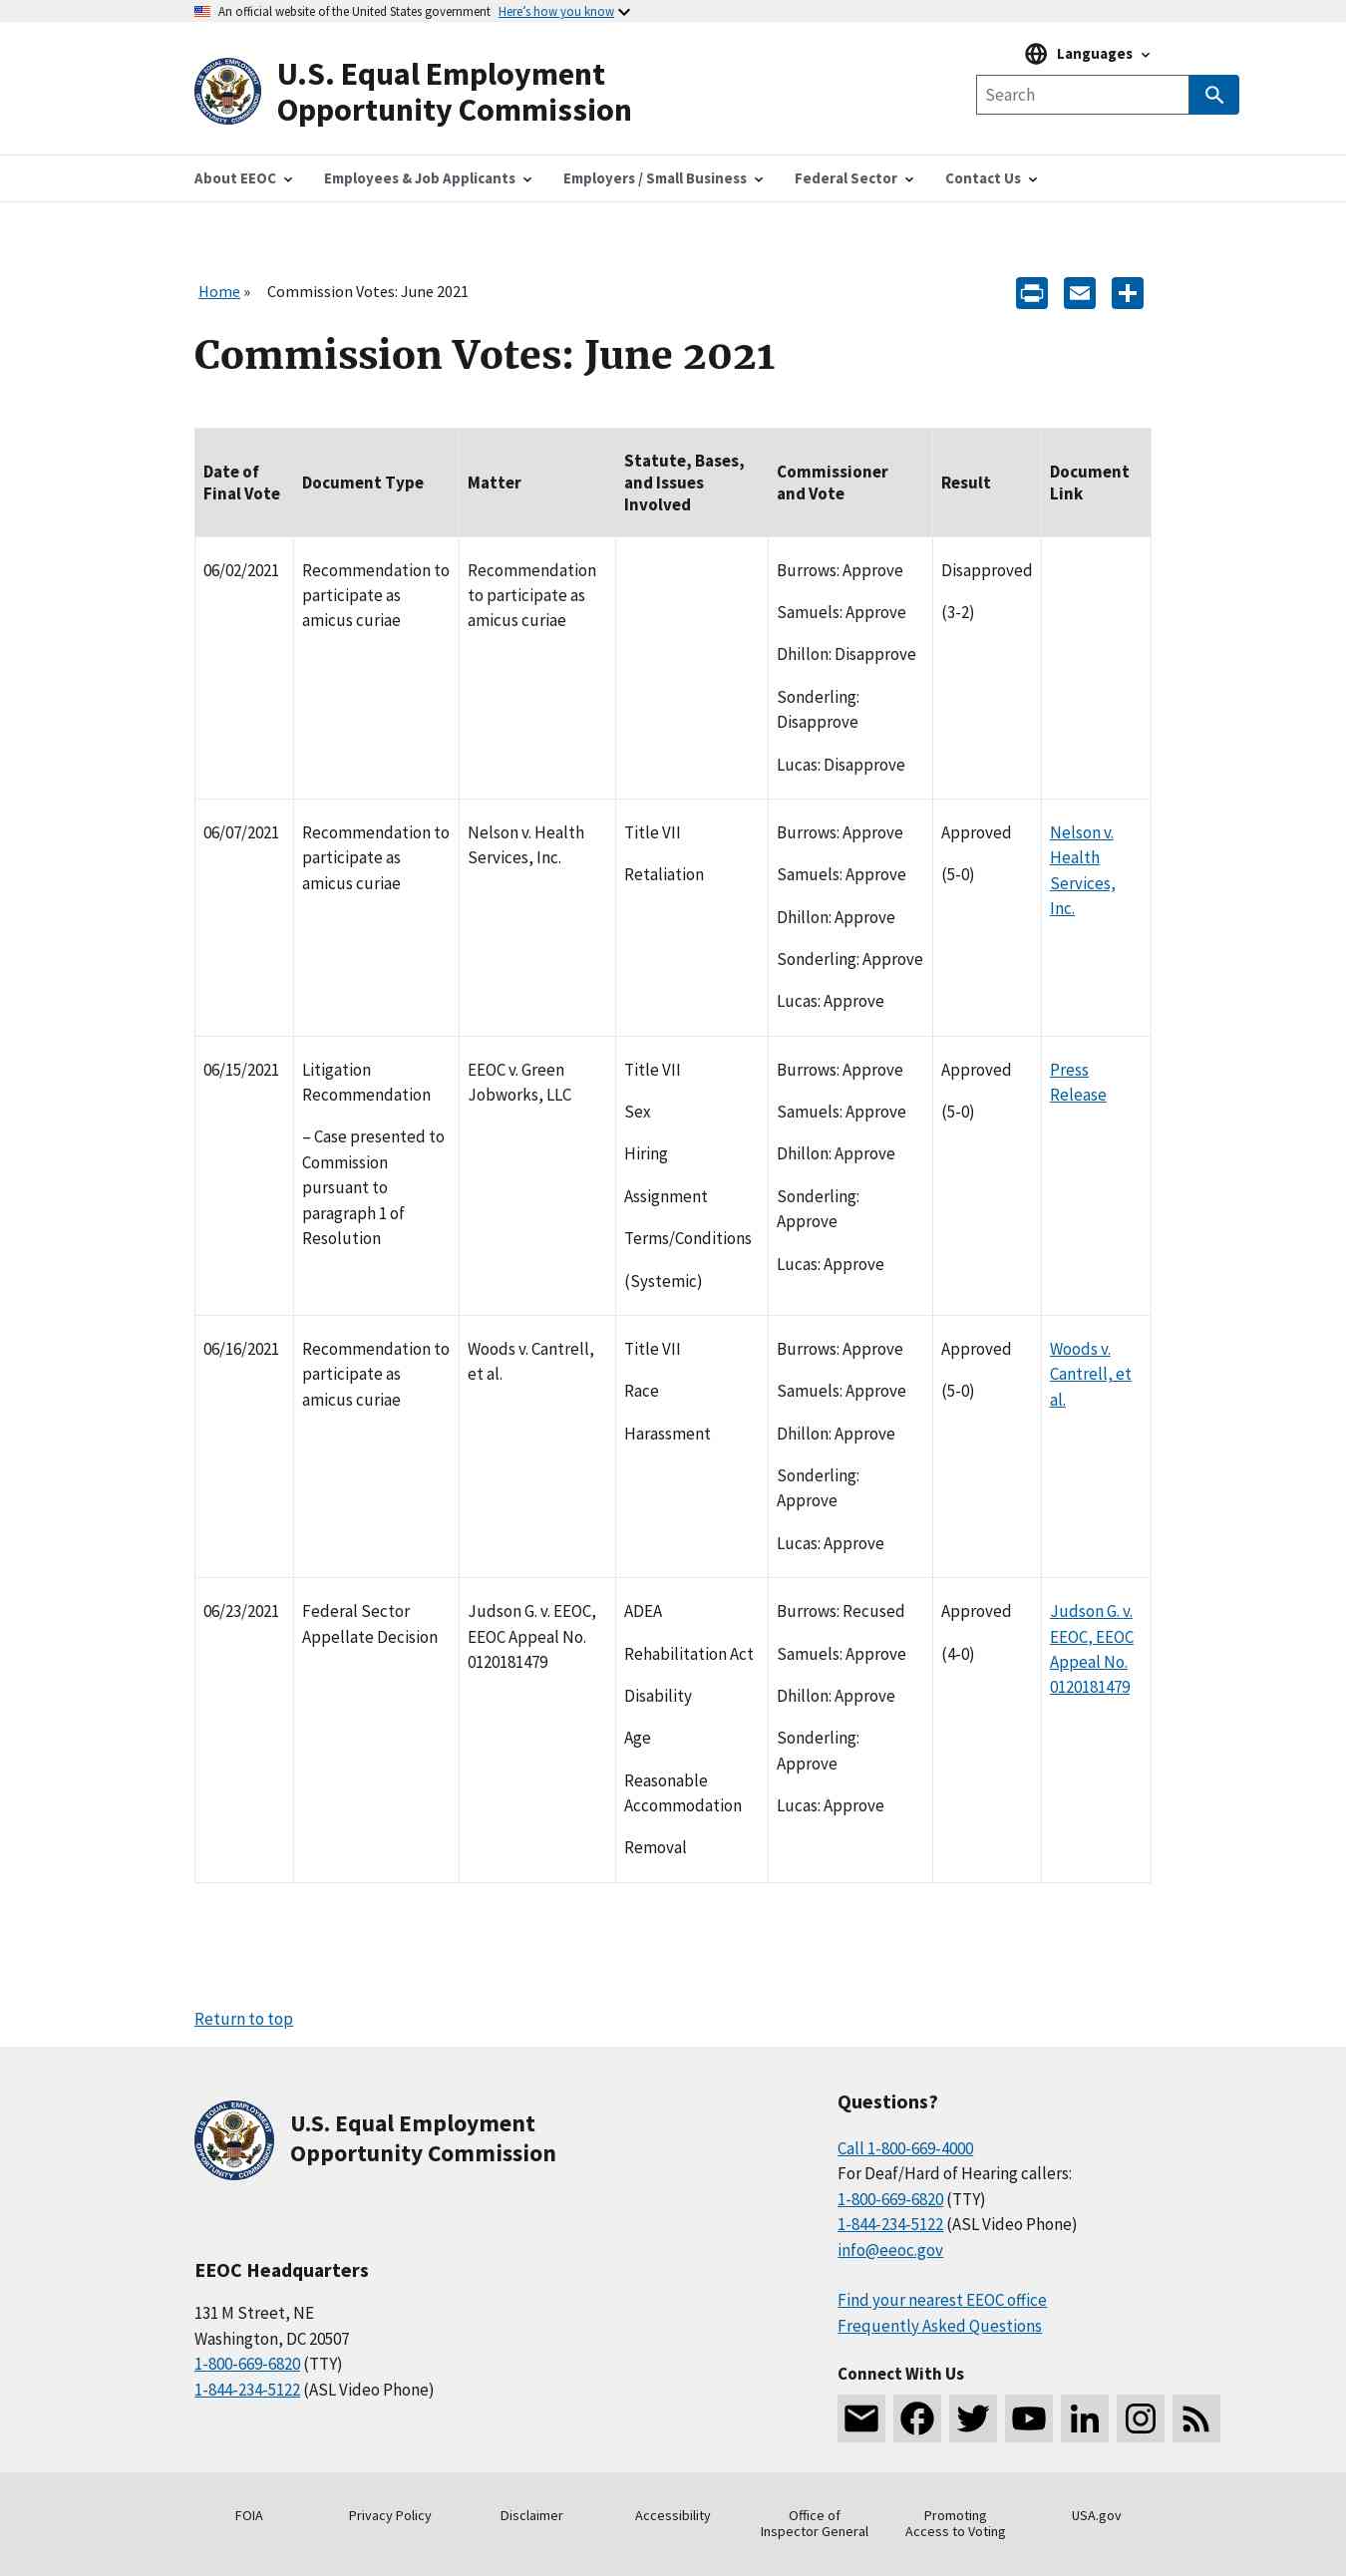 An official website of the United States government Here's how you know
U.S. Equal Employment
Opportunity Commission
Languages
Search
About EEOC
Employees & Job Applicants
Employers / Small Business
Federal Sector
Contact Us
Home » Commission Votes: June 2021
Commission Votes: June 2021
Date of
Final Vote
Document Type
Matter
Statute, Bases,
and Issues
Involved
Commissioner
and Vote
Result
Document
Link
06/02/2021
Recommendation to
participate as
amicus curiae
Recommendation
to participate as
amicus curiae
Burrows: Approve
Samuels: Approve
Dhillon: Disapprove
Sonderling:
Disapprove
Lucas: Disapprove
Disapproved
(3-2)
06/07/2021
Recommendation to
participate as
amicus curiae
Nelson v. Health
Services, Inc.
Title VII
Retaliation
Burrows: Approve
Samuels: Approve
Dhillon: Approve
Sonderling: Approve
Lucas: Approve
Approved
(5-0)
Nelson v.
Health
Services,
Inc.
06/15/2021
Litigation
Recommendation
– Case presented to
Commission
pursuant to
paragraph 1 of
Resolution
EEOC v. Green
Jobworks, LLC
Title VII
Sex
Hiring
Assignment
Terms/Conditions
(Systemic)
Burrows: Approve
Samuels: Approve
Dhillon: Approve
Sonderling:
Approve
Lucas: Approve
Approved
(5-0)
Press
Release
06/16/2021
Recommendation to
participate as
amicus curiae
Woods v. Cantrell,
et al.
Title VII
Race
Harassment
Burrows: Approve
Samuels: Approve
Dhillon: Approve
Sonderling:
Approve
Lucas: Approve
Approved
(5-0)
Woods v.
Cantrell, et
al.
06/23/2021
Federal Sector
Appellate Decision
Judson G. v. EEOC,
EEOC Appeal No.
0120181479
ADEA
Rehabilitation Act
Disability
Age
Reasonable
Accommodation
Removal
Burrows: Recused
Samuels: Approve
Dhillon: Approve
Sonderling:
Approve
Lucas: Approve
Approved
(4-0)
Judson G. v.
EEOC, EEOC
Appeal No.
0120181479
Return to top
U.S. Equal Employment
Opportunity Commission
EEOC Headquarters
131 M Street, NE
Washington, DC 20507
1-800-669-6820 (TTY)
1-844-234-5122 (ASL Video Phone)
Questions?
Call 1-800-669-4000
For Deaf/Hard of Hearing callers:
1-800-669-6820 (TTY)
1-844-234-5122 (ASL Video Phone)
info@eeoc.gov
Find your nearest EEOC office
Frequently Asked Questions
Connect With Us
FOIA
Privacy Policy
Disclaimer
Accessibility
Office of
Inspector General
Promoting
Access to Voting
USA.gov